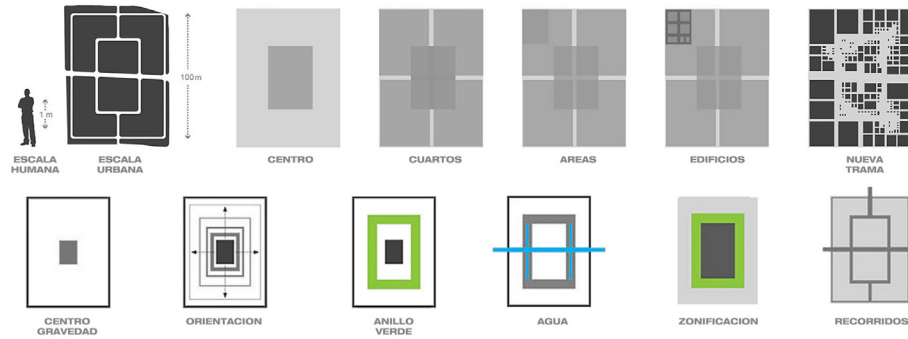 100m
1 m
ESCALA
HUMANA
ESCALA
URBANA
CENTRO
CUARTOS
AREAS
EDIFICIOS
NUEVA
TRAMA
CENTRO
GRAVEDAD
ORIENTACION
ANILLO
VERDE
AGUA
ZONIFICACION
RECORRIDOS